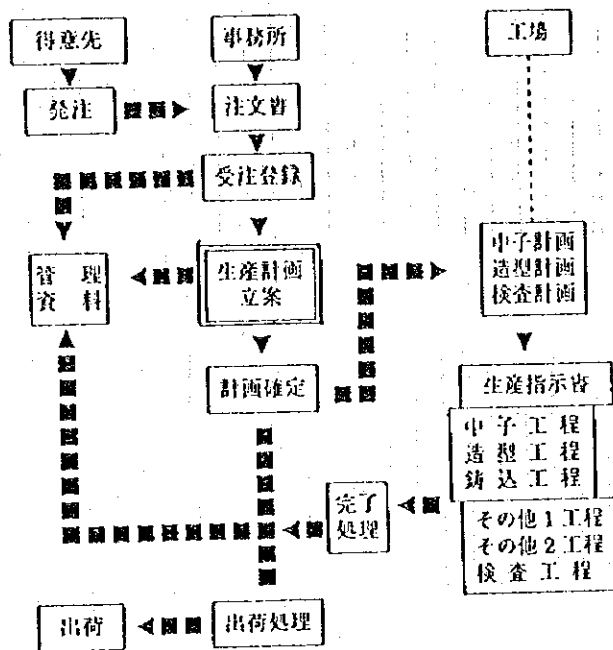 得意先
事務所
工場
発注
注文書
受注登録
管理
資料
生産計画
立案
中子計画
造型計画
検査計画
計画確定
生産指示書
中子工程
造型工程
鋳込工程
完了
処理
その他1工程
その他2工程
検査工程
出荷
出荷処理